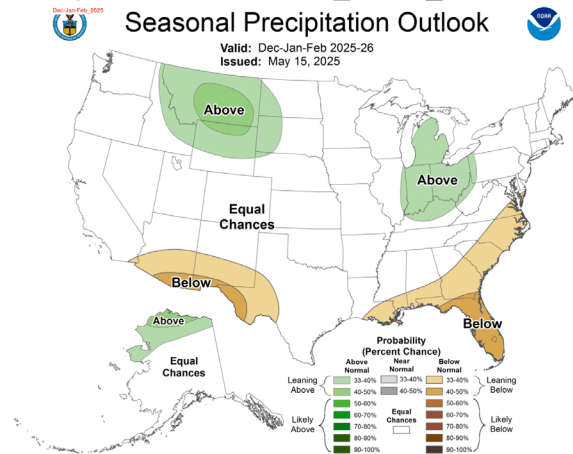 Dec-Jan-Feb_2025
Seasonal Precipitation Outlook
NOAA
Valid: Dec-Jan-Feb 2025-26
Issued: May 15, 2025
Above
Above
Equal
Chances
Below
Below
Above
Equal
Chances
Probability
(Percent Chance)
Above
Normal
Near
Normal
Below
Normal
Leaning
Above
33-40%
40-50%
33-40%
40-50%
33-40%
40-50%
Leaning
Below
Likely
Above
50-60%
60-70%
70-80%
80-90%
90-100%
Equal
Chances
50-60%
60-70%
70-80%
80-90%
90-100%
Likely
Below